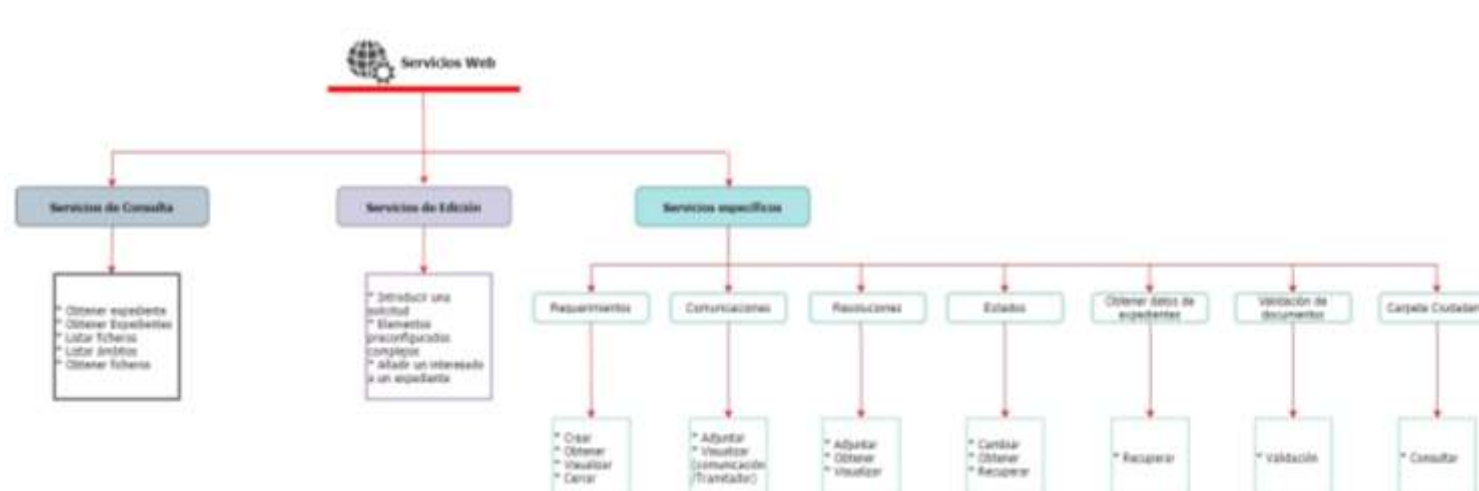 Servicios Web
Servicios de Consulta
Servicios de Edición
Servicios específicos
* Obtener expediente
* Obtener Expedientes
* Listar ficheros
* Listar ámbitos
* Obtener ficheros
* Introducir una
solicitud
* Elementos
preconfigurados
complejos
* Añadir un interesado
a un expediente
Requerimientos
Comunicaciones
Resoluciones
Estados
Obtener datos de
expedientes
Validación de
documentos
Carpeta Ciudadan
* Crear
* Obtener
* Visualizar
* Cerrar
* Adjuntar
* Visualizar
(comunicación
/Tramitador)
* Adjuntar
* Obtener
* Visualizar
* Cambiar
* Obtener
* Recuperar
* Recuperar
* Validación
* Consultar